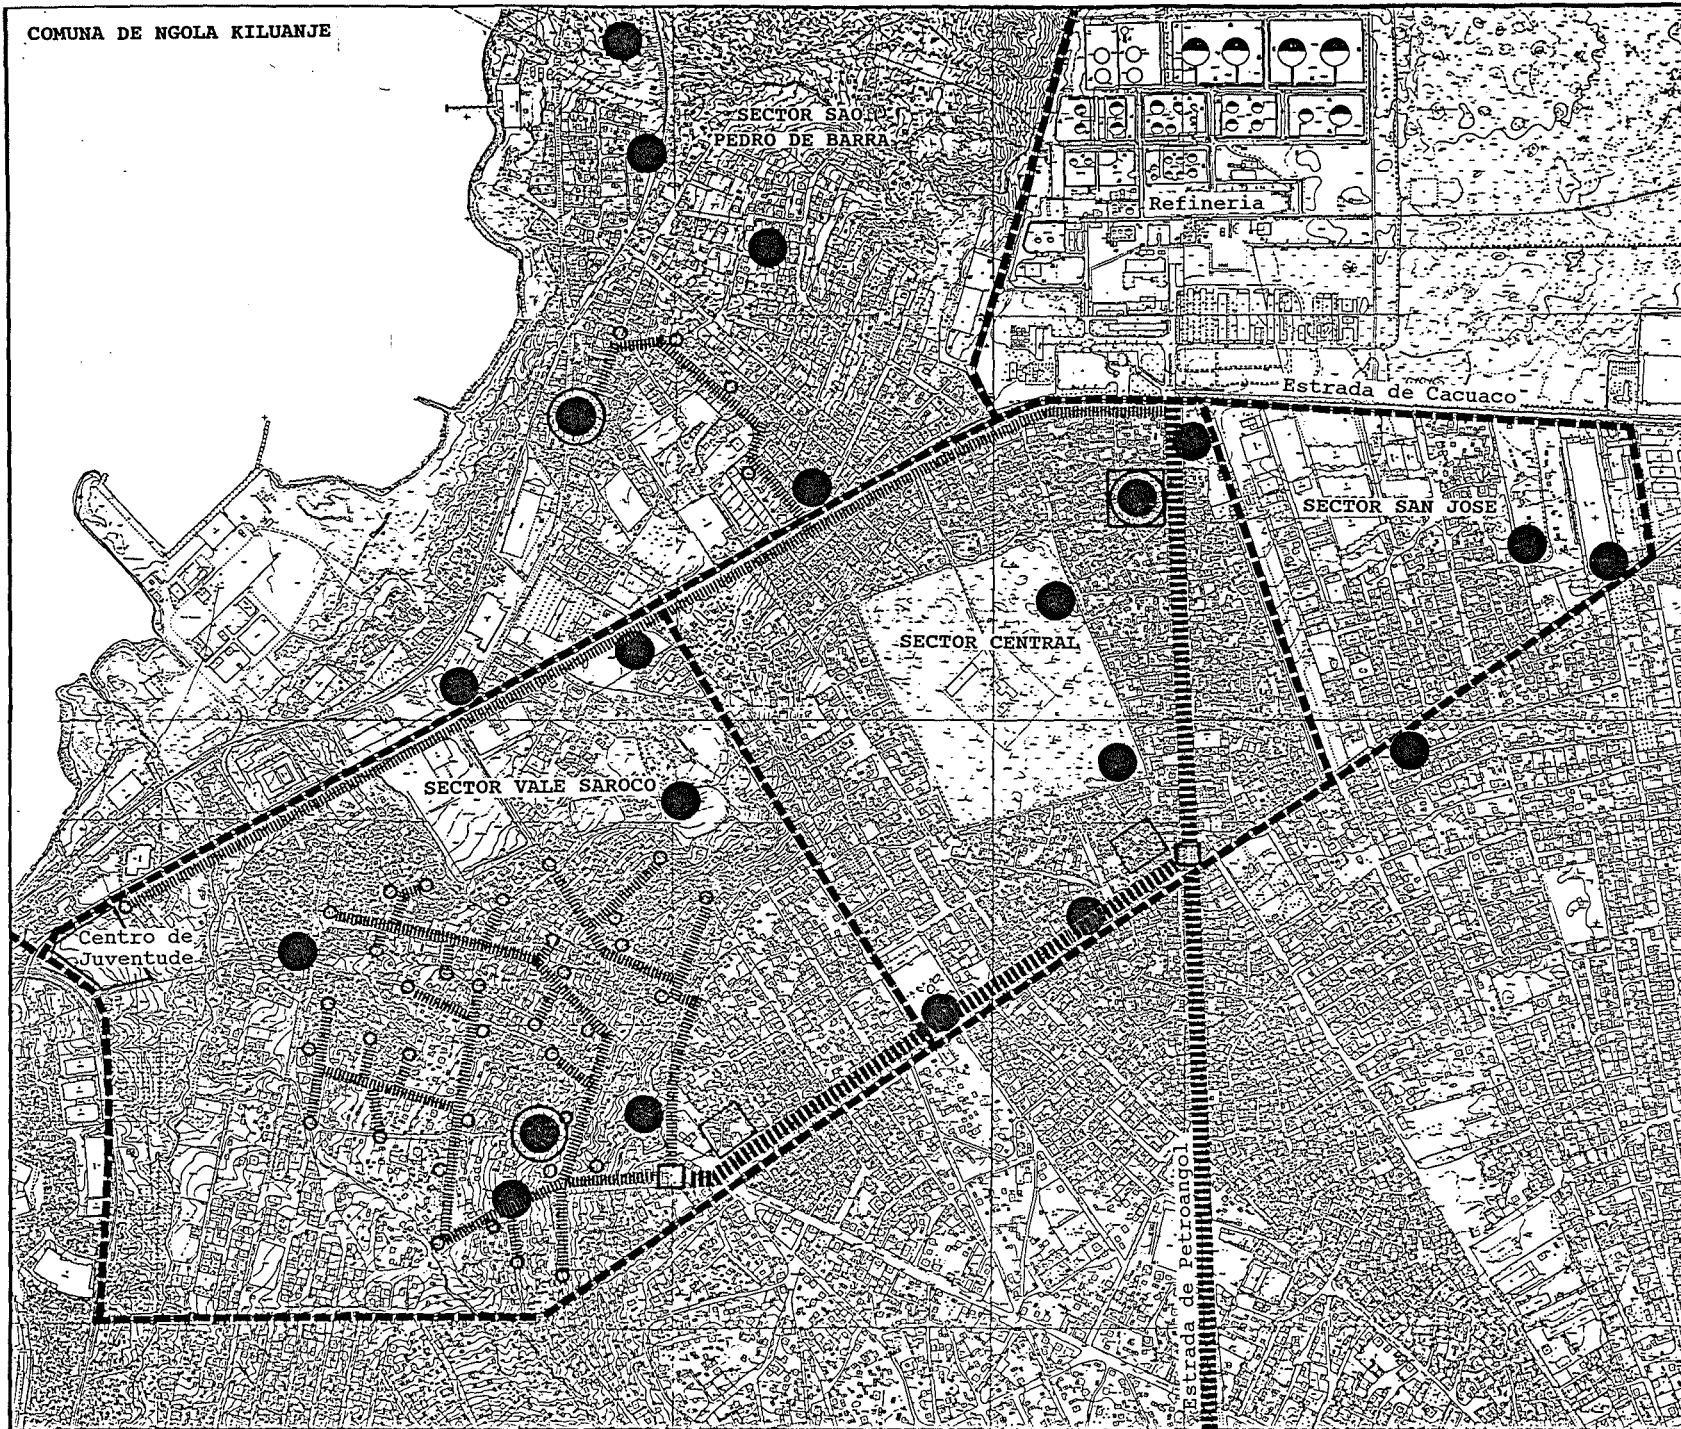 COMUNA DE NGOLA KILUANJE
SECTOR SAO
PEDRO DE BARRA
Refineria
Estrada de Cacuaco
SECTOR SAN JOSE
SECTOR CENTRAL
SECTOR VALE SAROCO
Centro de
Juventude
Estrada de Petroangol